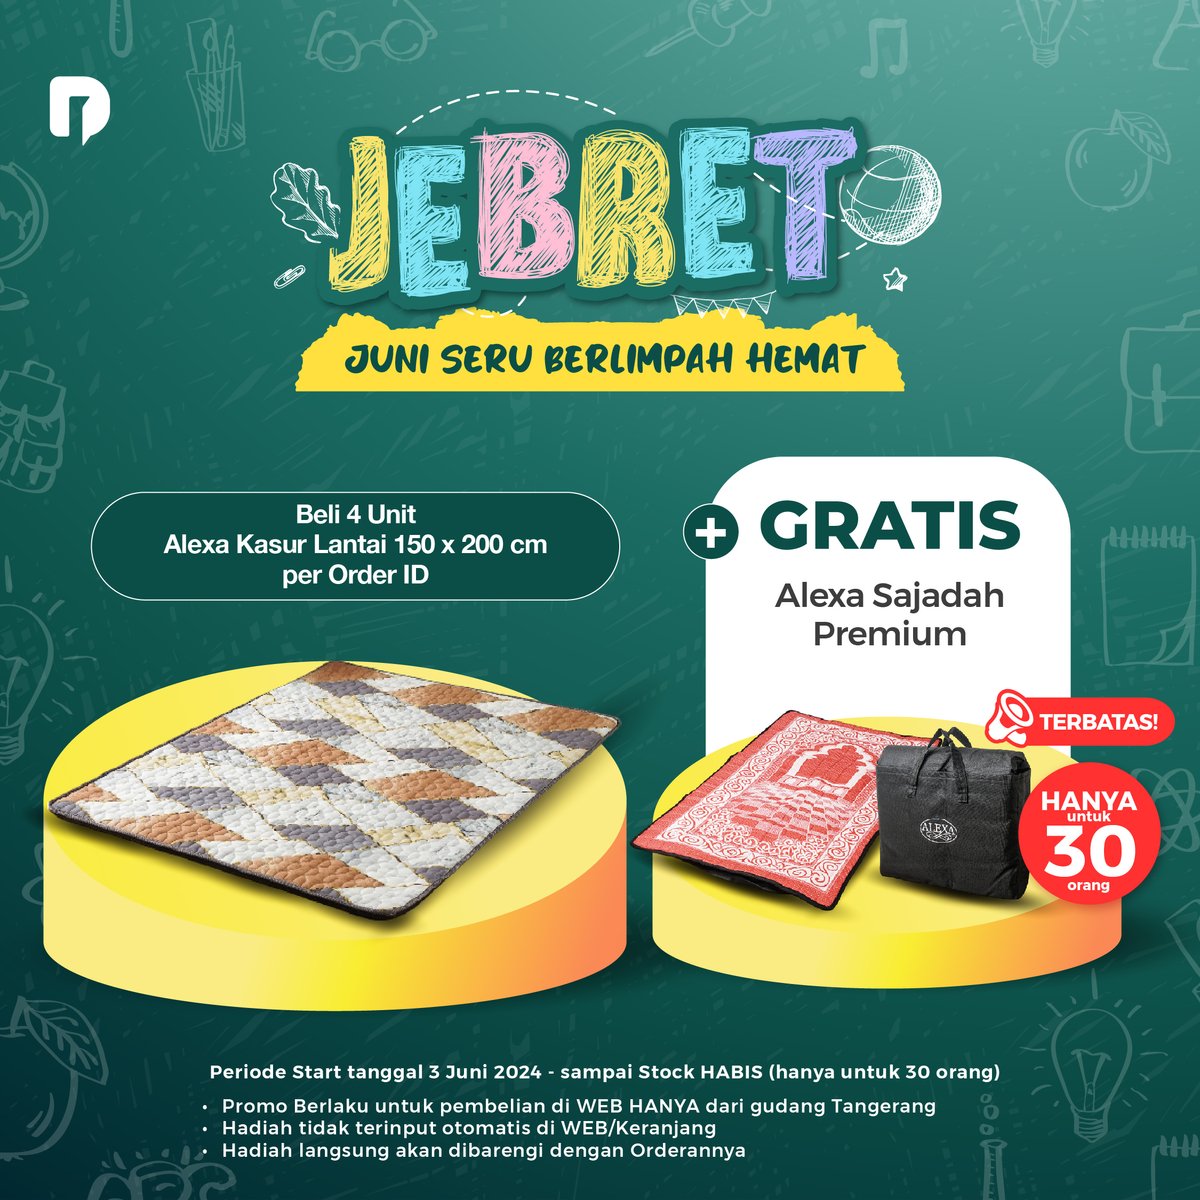 JEBRET
JUNI SERU BERLIMPAH HEMAT
Beli 4 Unit
Alexa Kasur Lantai 150 x 200 cm
per Order ID
+ GRATIS
Alexa Sajadah
Premium
TERBATAS!
HANYA
untuk
30
orang
ALEXA
Periode Start tanggal 3 Juni 2024 - sampai Stock HABIS (hanya untuk 30 orang)
• Promo Berlaku untuk pembelian di WEB HANYA dari gudang Tangerang
• Hadiah tidak terinput otomatis di WEB/Keranjang
• Hadiah langsung akan dibarengi dengan Orderannya